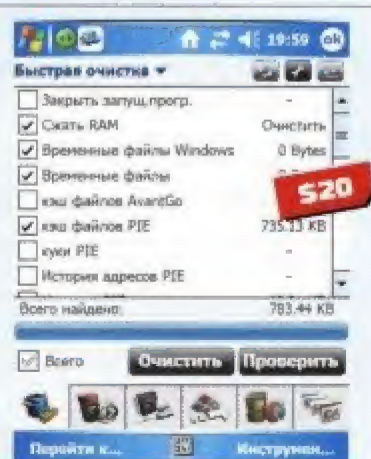 19:59 ok
Быстрая очистка
Закрыть запущ.прогр. -
Сжать RAM Очистить
Временные файлы Windows 0 Bytes
Временные файлы
$20
кэш файлов AvantGo
кэш файлов PIE 735.13 KB
куки PIE -
История адресов PIE -
Всего найдено: 783.44 KB
Всего Очистить Проверить
Перейти к... Инструмен...